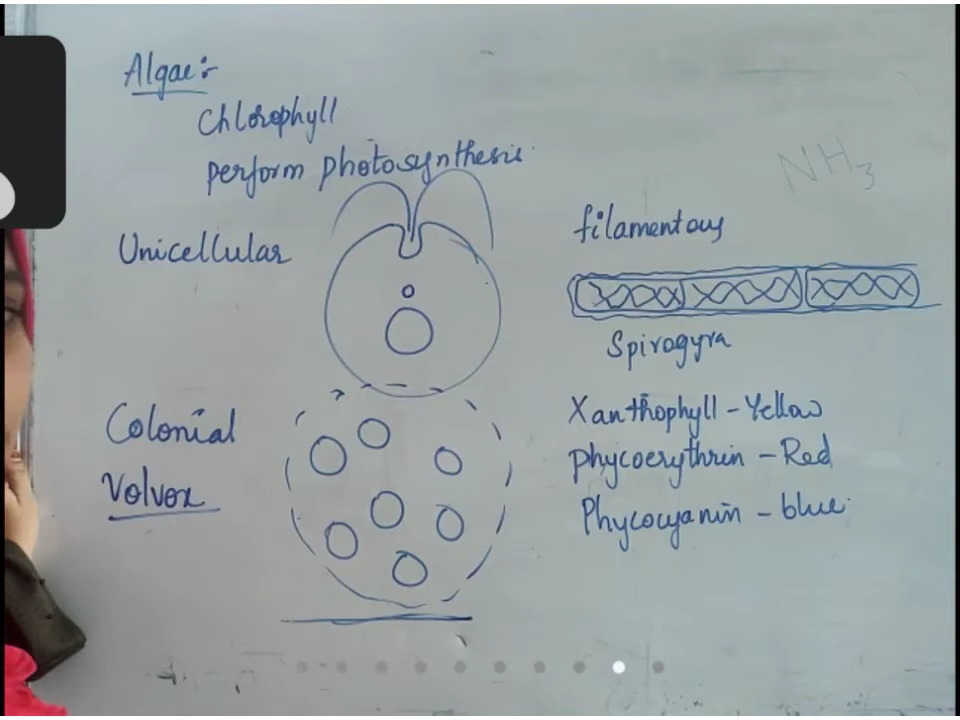 Algae:-
Chlorophyll
perform photosynthesis.
Unicellular
Colonial
Volvox
NH3
filamentous
Spirogyra
Xanthophyll - Yellow
Phycoerythrin - Red
Phycocyanin - blue.